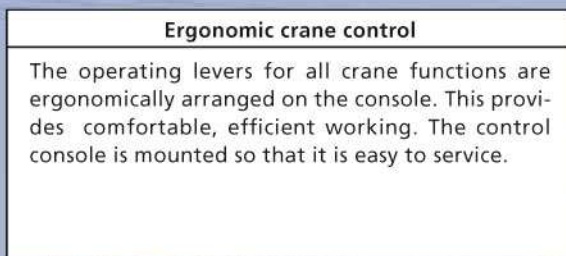 Ergonomic crane control
The operating levers for all crane functions are
ergonomically arranged on the console. This provi-
des comfortable, efficient working. The control
console is mounted so that it is easy to service.